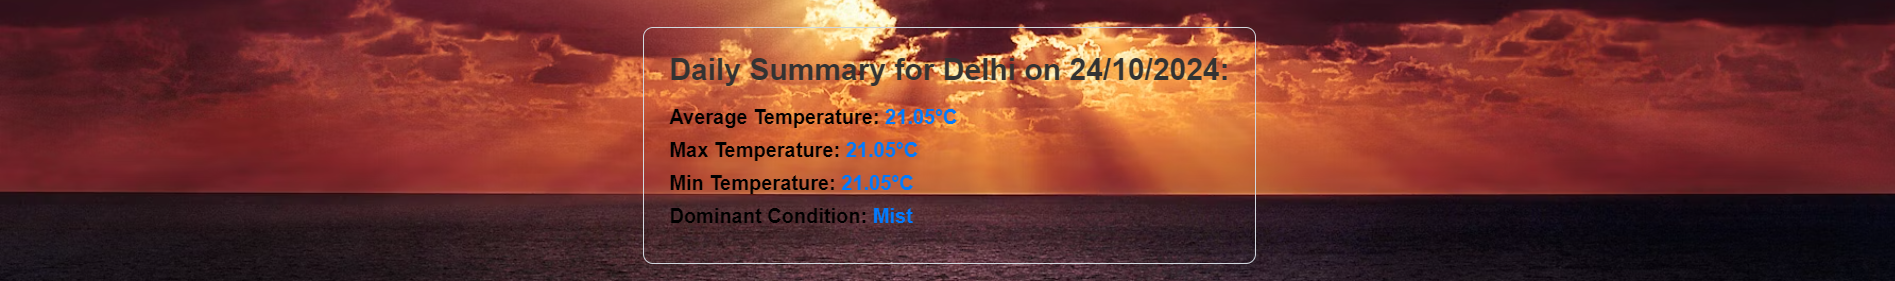 Daily Summary for Delhi on 24/10/2024:
Average Temperature: 21.05°C
Max Temperature: 21.05°C
Min Temperature: 21.05°C
Dominant Condition: Mist